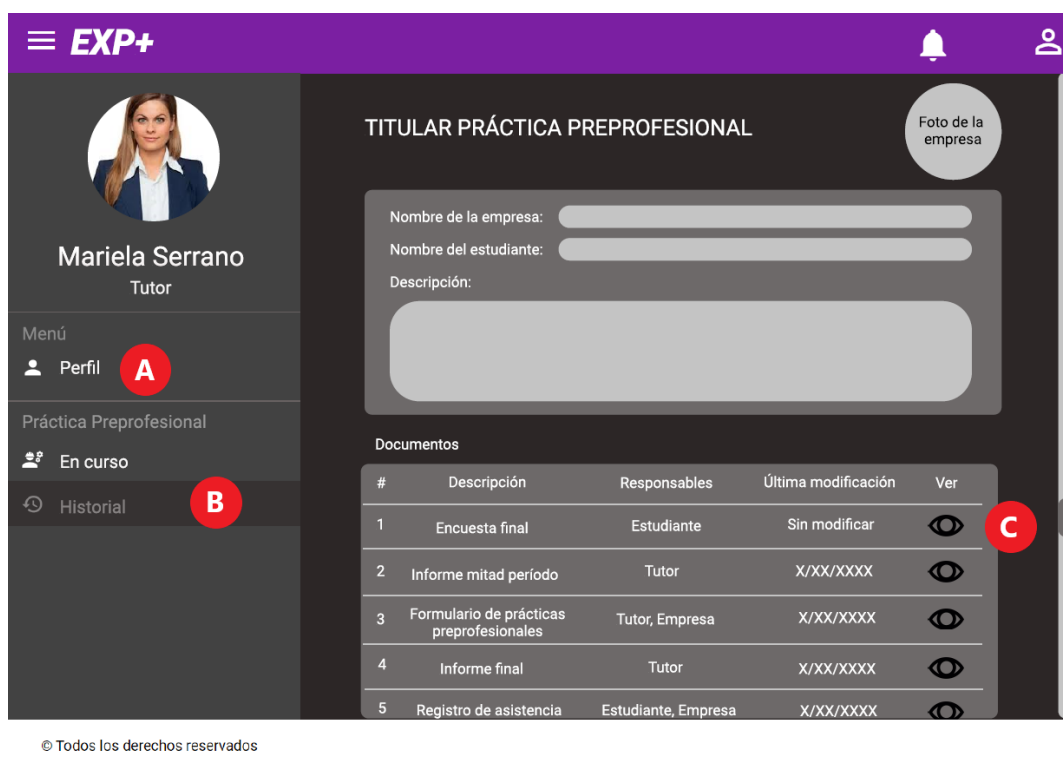 EXP+
Mariela Serrano
Tutor
Menú
Perfil
A
Práctica Preprofesional
En curso
Historial
B
TITULAR PRÁCTICA PREPROFESIONAL
Foto de la
empresa
Nombre de la empresa:
Nombre del estudiante:
Descripción:
Documentos
# Descripción Responsables Última modificación Ver
1 Encuesta final Estudiante Sin modificar
C
2 Informe mitad período Tutor X/XX/XXXX
3 Formulario de prácticas
preprofesionales Tutor, Empresa X/XX/XXXX
4 Informe final Tutor X/XX/XXXX
5 Registro de asistencia Estudiante, Empresa X/XX/XXXX
© Todos los derechos reservados